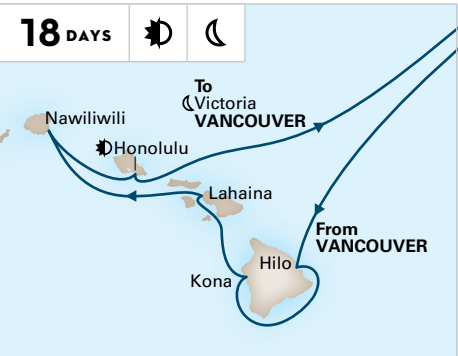 18 DAYS
To
Victoria
VANCOUVER
Nawiliwili
Honolulu
Lahaina
From
VANCOUVER
Hilo
Kona